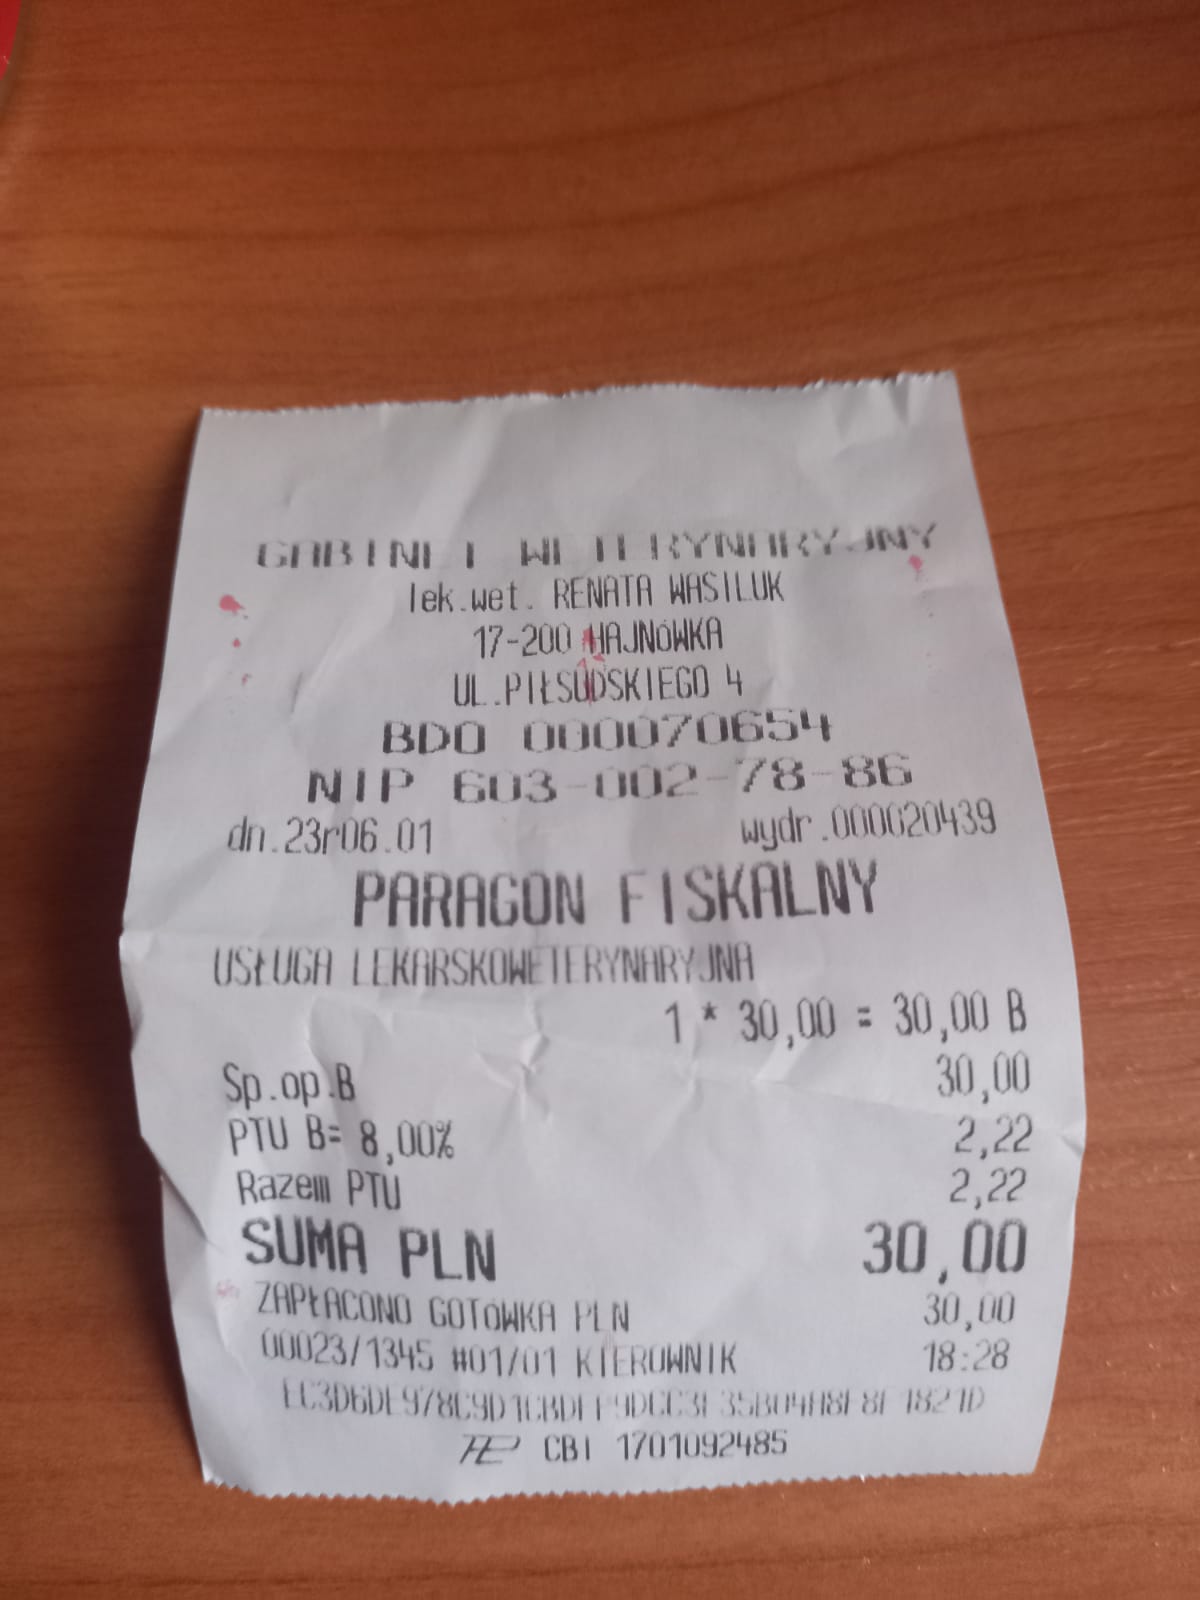 GABINET WETERYNARYJNY
lek.wet. RENATA WASILUK
17-200 HAJNÓWKA
UL.PIŁSUDSKIEGO 4
BDO 000070654
NIP 603-002-78-86
dn.23r06.01 wydr.000020439
PARAGON FISKALNY
USŁUGA LEKARSKOWETERYNARYJNA
1 * 30,00 = 30,00 B
Sp.op.B 30,00
PTU B= 8,00% 2,22
Razem PTU 2,22
SUMA PLN 30,00
ZAPŁACONO GOTÓWKA PLN 30,00
00023/1345 #01/01 KIEROWNIK 18:28
CBI 1701092485